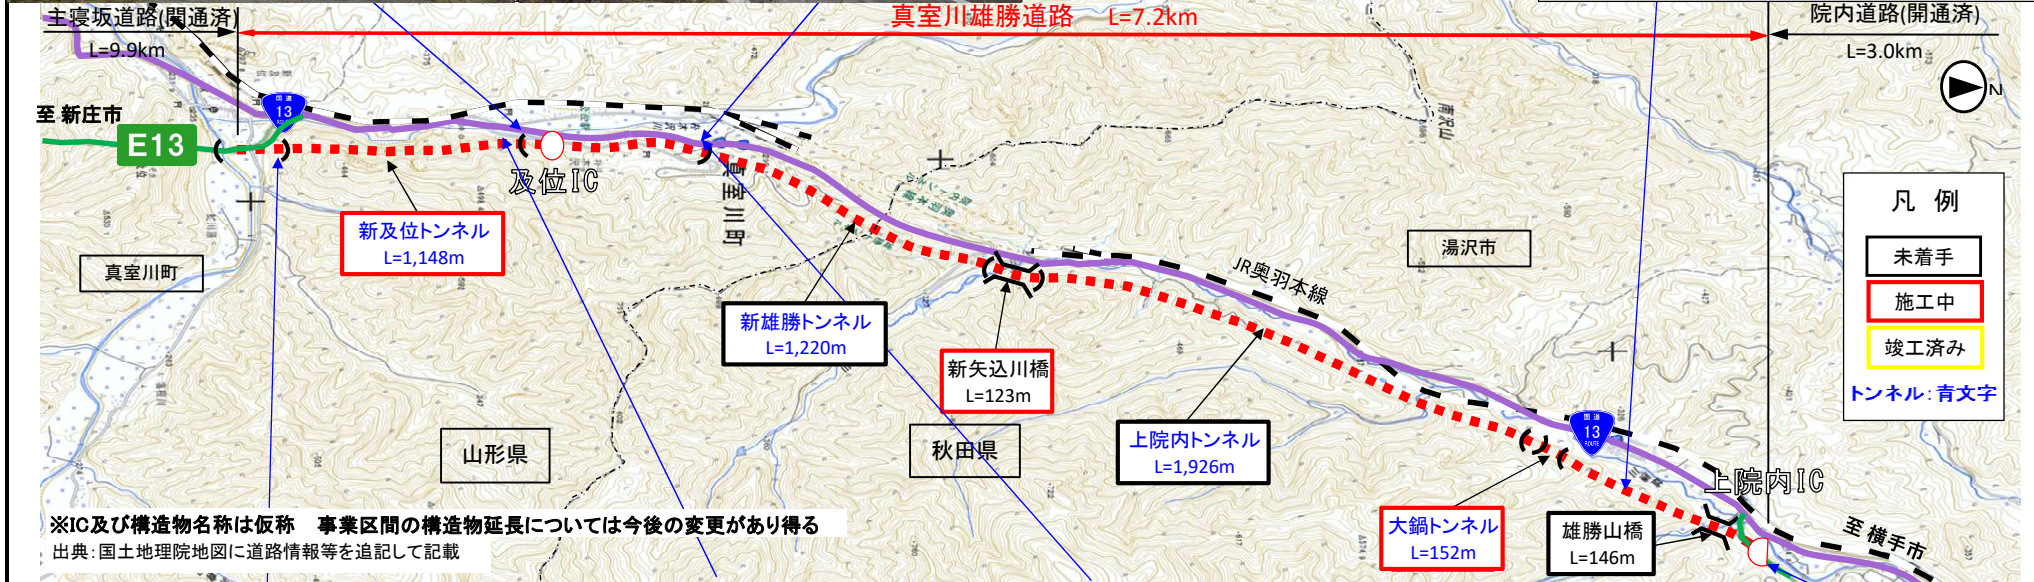 主寝坂道路(開通済)
L=9.9km
真室川雄勝道路 L=7.2km
院内道路(開通済)
L=3.0km
N
至 新庄市
E13
国道
13
ROUTE
及位IC
真室川町
新及位トンネル
L=1,148m
真室川町
新雄勝トンネル
L=1,220m
新矢込川橋
L=123m
JR奥羽本線
湯沢市
南沢山
凡 例
未着手
施工中
竣工済み
トンネル:青文字
山形県
秋田県
上院内トンネル
L=1,926m
国道
13
ROUTE
上院内IC
大鍋トンネル
L=152m
雄勝山橋
L=146m
至 横手市
※IC及び構造物名称は仮称 事業区間の構造物延長については今後の変更があり得る
出典:国土地理院地図に道路情報等を追記して記載